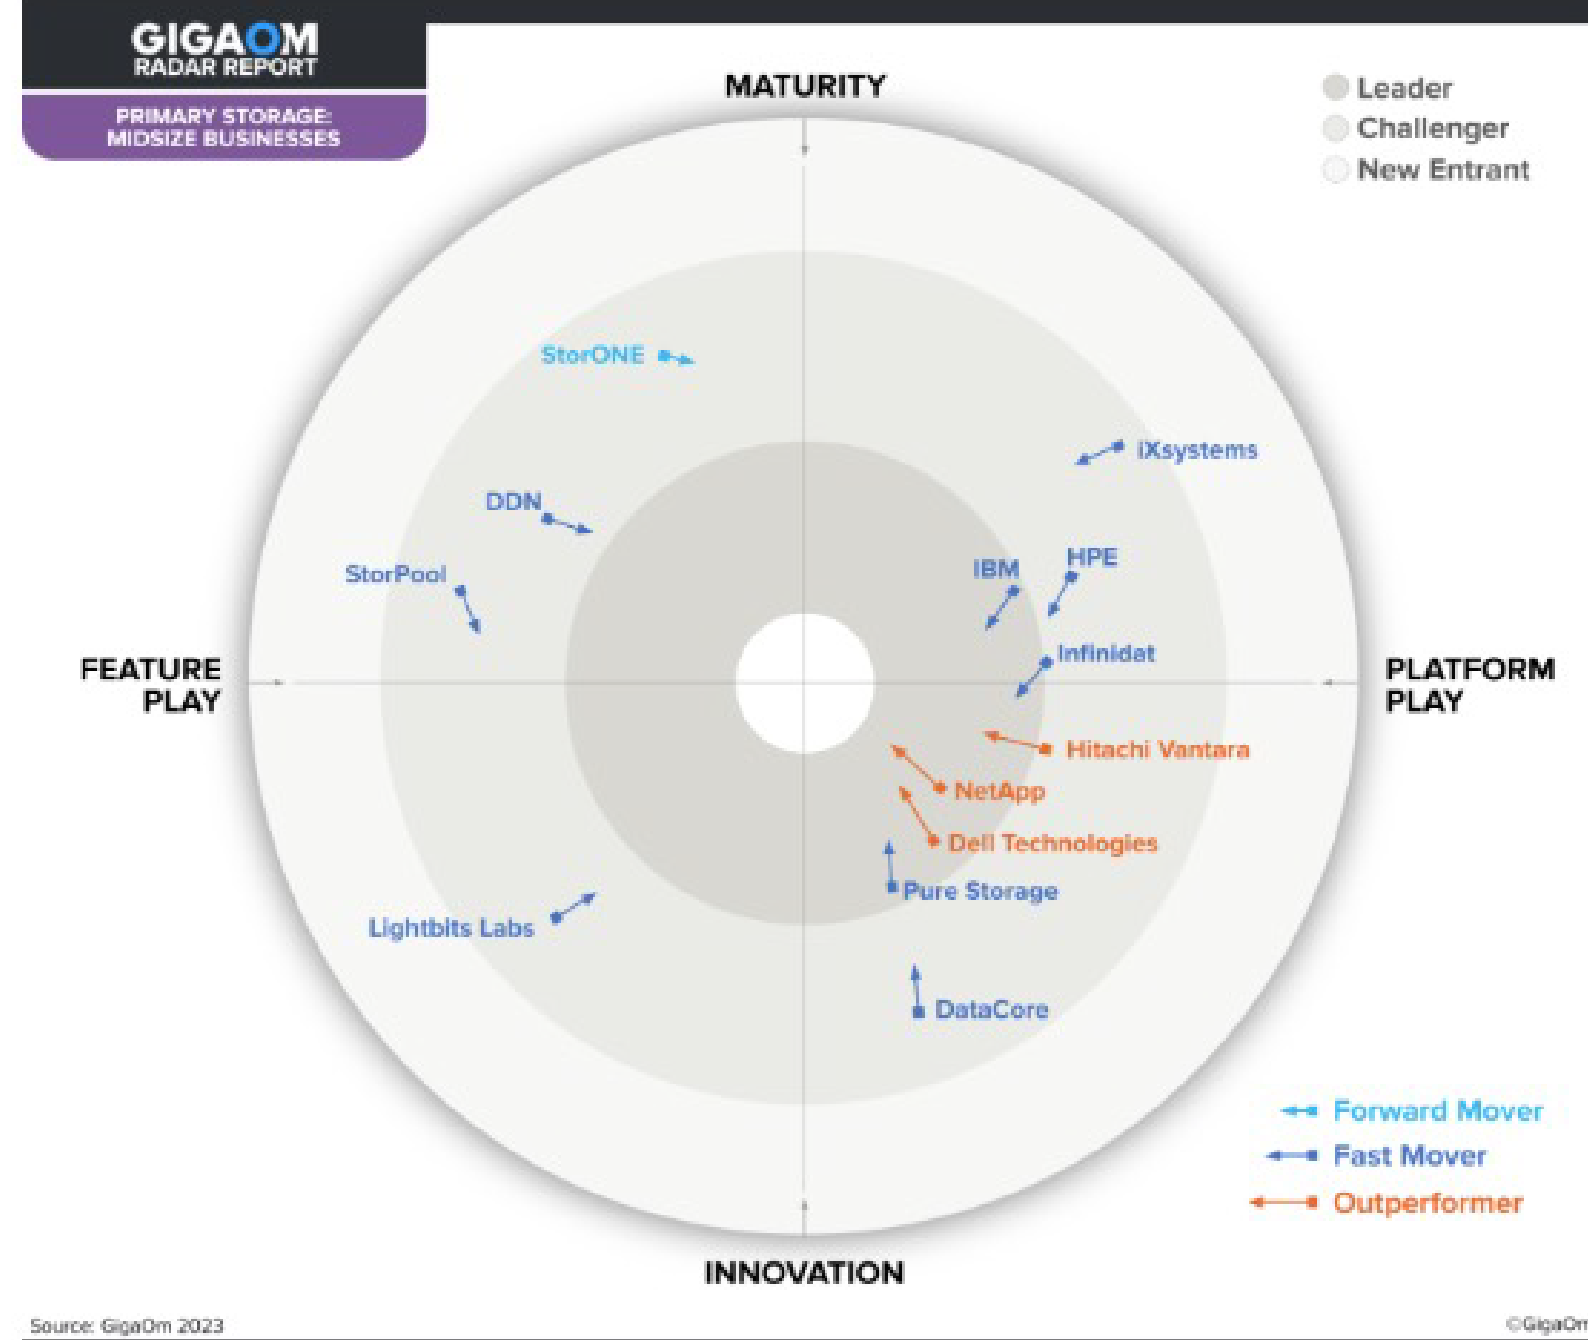 GIGAOM
RADAR REPORT
PRIMARY STORAGE:
MIDSIZE BUSINESSES
MATURITY
Leader
Challenger
New Entrant
StorONE
iXsystems
DDN
HPE
IBM
StorPool
Infinidat
FEATURE
PLAY
PLATFORM
PLAY
Hitachi Vantara
NetApp
Dell Technologies
Pure Storage
Lightbits Labs
DataCore
Forward Mover
Fast Mover
Outperformer
INNOVATION
Source: GigaOm 2023
©GigaOm